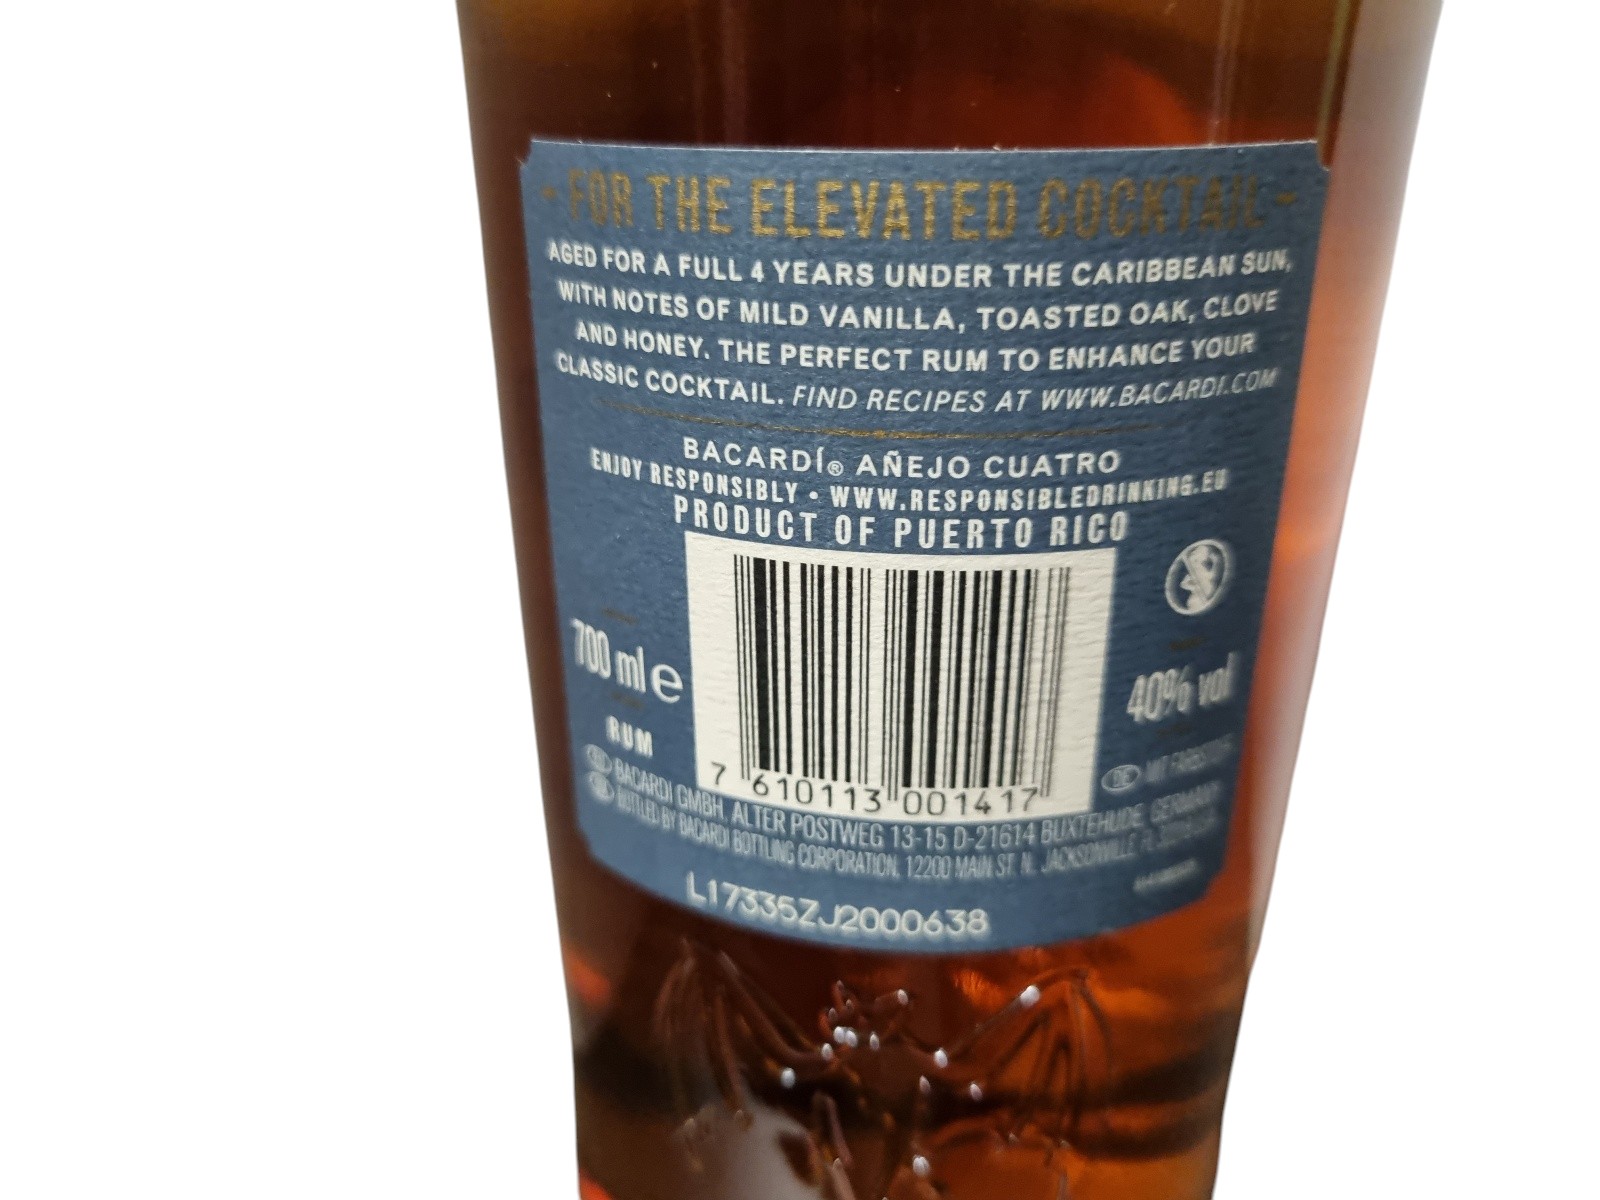 - FOR THE ELEVATED COCKTAIL -
AGED FOR A FULL 4 YEARS UNDER THE CARIBBEAN SUN,
WITH NOTES OF MILD VANILLA, TOASTED OAK, CLOVE
AND HONEY. THE PERFECT RUM TO ENHANCE YOUR
CLASSIC COCKTAIL. FIND RECIPES AT WWW.BACARDI.COM
BACARDÍ® AÑEJO CUATRO
ENJOY RESPONSIBLY • WWW.RESPONSIBLEDRINKING.EU
PRODUCT OF PUERTO RICO
700 ml e
RUM
40% vol
7 610113 001417
DE MIT
BACARDI GMBH, ALTER POSTWEG 13-15 D-21614 BUXTEHUDE, GERMANY
BOTTLED BY BACARDI BOTTLING CORPORATION, 12200 MAIN ST. N. JACKSONVILLE, FL
L17335ZJ2000638